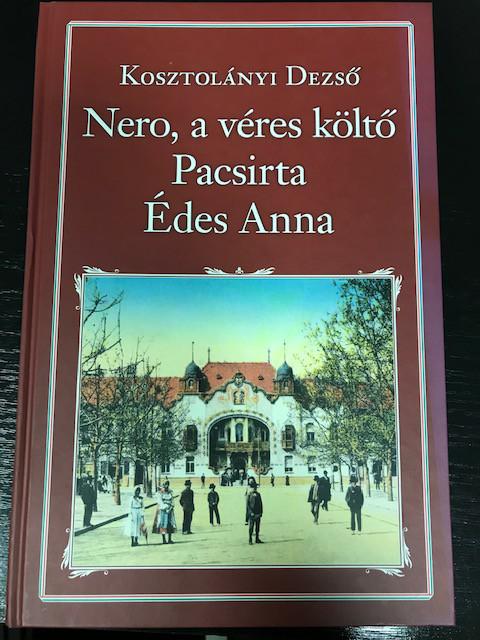 Kosztolányi Dezső
Nero, a véres költő
Pacsirta
Édes Anna